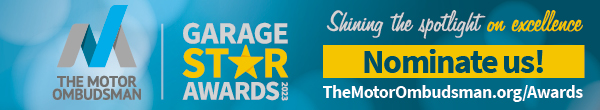 THE MOTOR
OMBUDSMAN
GARAGE
STAR
AWARDS 2023
Shining the spotlight on excellence
Nominate us!
TheMotorOmbudsman.org/Awards